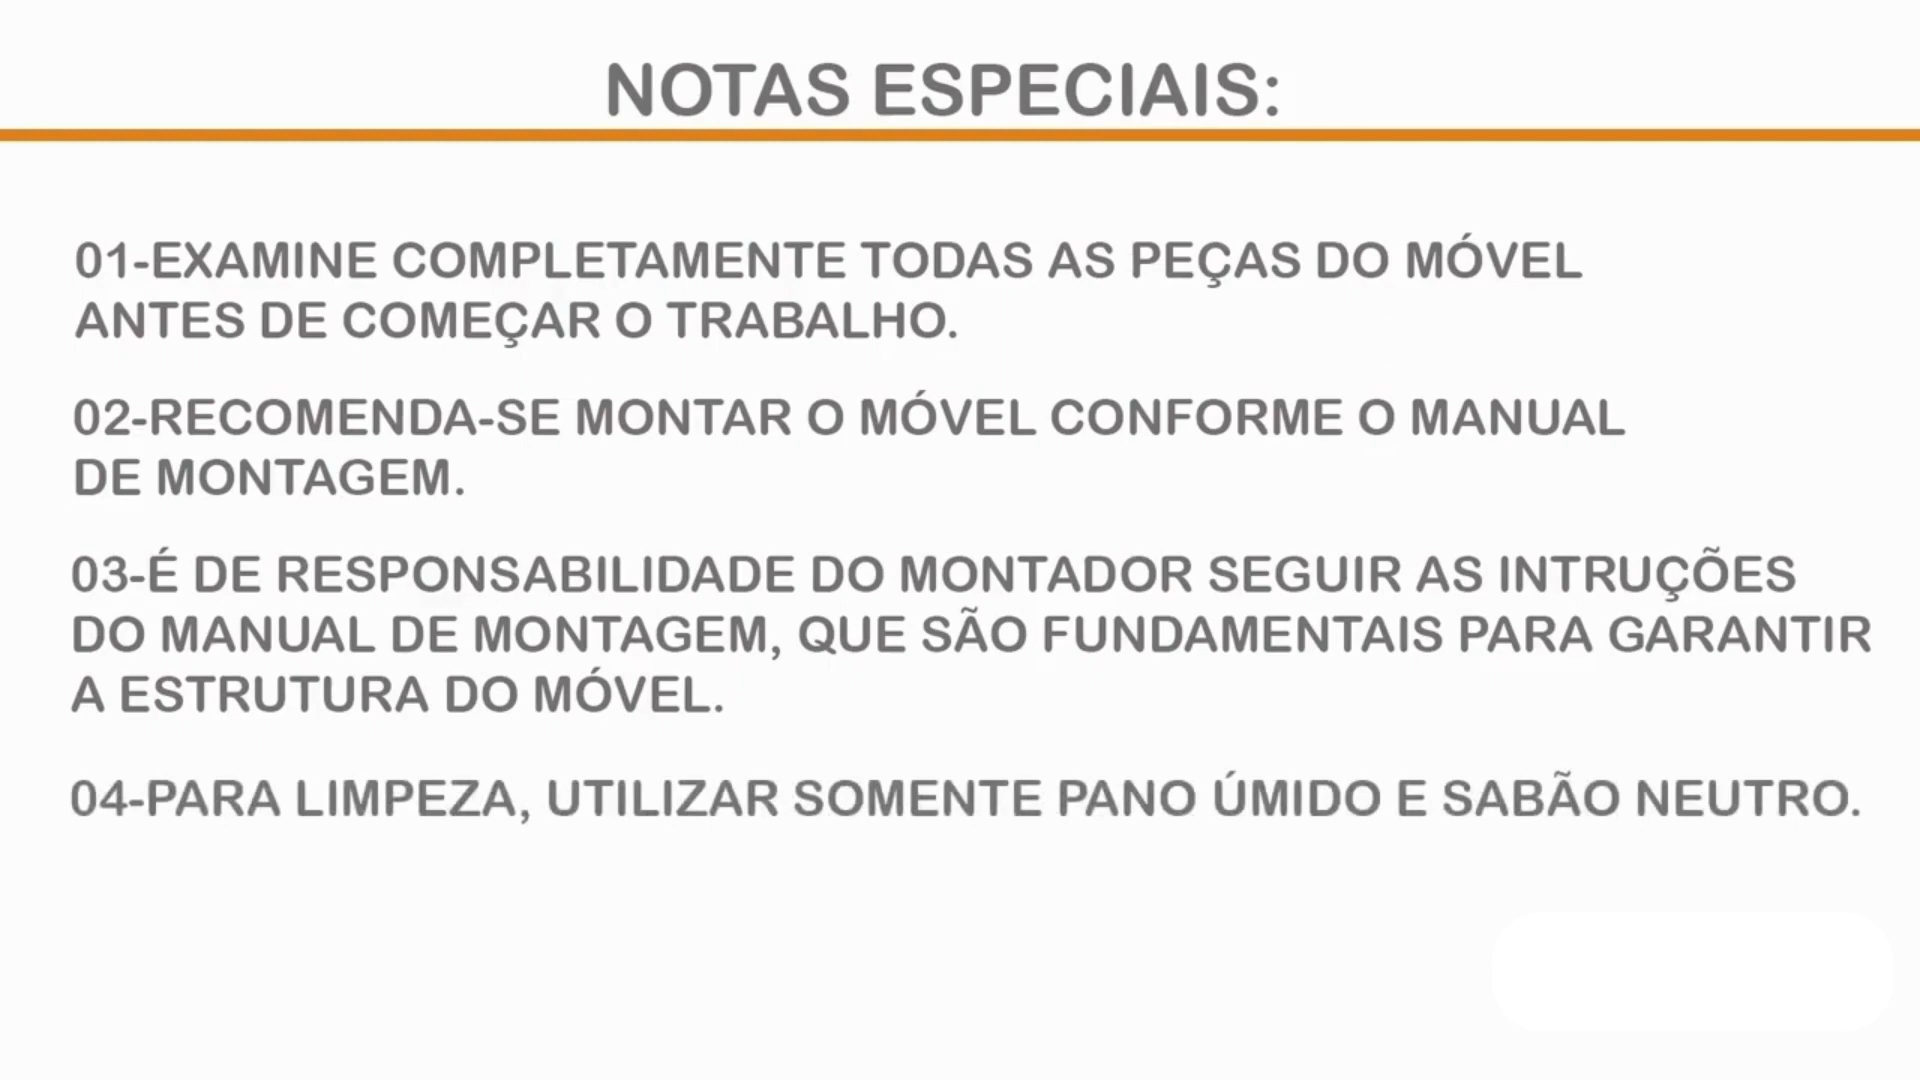 NOTAS ESPECIAIS:
01-EXAMINE COMPLETAMENTE TODAS AS PEÇAS DO MÓVEL
ANTES DE COMEÇAR O TRABALHO.
02-RECOMENDA-SE MONTAR O MÓVEL CONFORME O MANUAL
DE MONTAGEM.
03-É DE RESPONSABILIDADE DO MONTADOR SEGUIR AS INTRUÇÕES
DO MANUAL DE MONTAGEM, QUE SÃO FUNDAMENTAIS PARA GARANTIR
A ESTRUTURA DO MÓVEL.
04-PARA LIMPEZA, UTILIZAR SOMENTE PANO ÚMIDO E SABÃO NEUTRO.